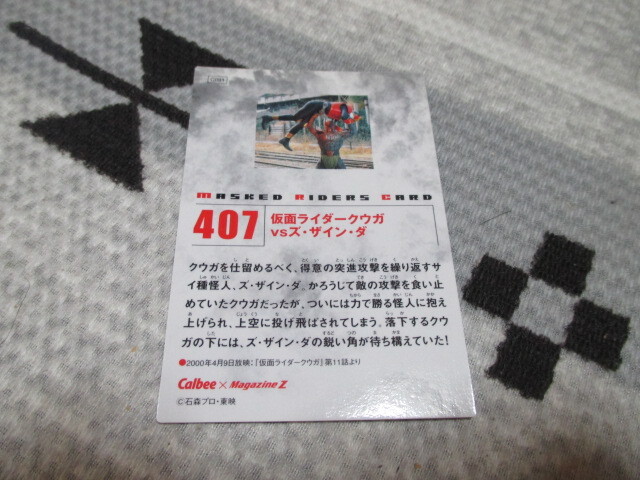 MASKED RIDERS CARD
407
仮面ライダークウガ
vsズ・ザイン・ダ
クウガを仕留めるべく、得意の突進攻撃を繰り返すサ
イ種怪人、ズ・ザイン・ダ。かろうじて敵の攻撃を食い止
めていたクウガだったが、ついには力で勝る怪人に抱え
上げられ、上空に投げ飛ばされてしまう。落下するクウ
ガの下には、ズ・ザイン・ダの鋭い角が待ち構えていた!
●2000年4月9日放映:『仮面ライダークウガ』第11話より
Calbee × Magazine Z
©石森プロ・東映